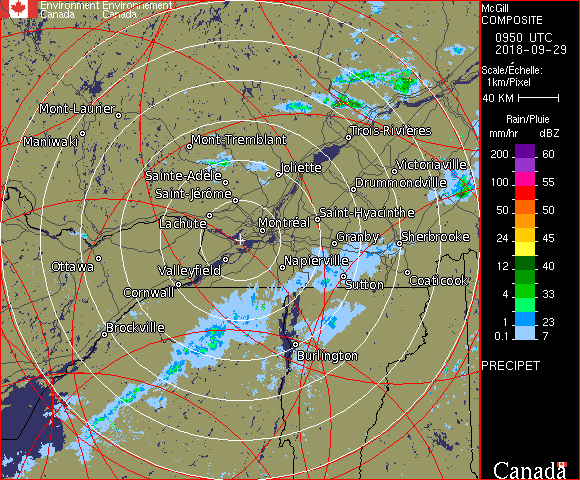 Environment Environnement
Canada Canada
McGill
COMPOSITE
0950 UTC
2018-09-29
Scale/Échelle:
1km/Pixel
40 KM
Rain/Pluie
mm/hr dBZ
200 60
100 55
50 50
24 45
12 40
4 33
1 23
0.1 7
PRECIPET
Canada
Mont-Laurier
Maniwaki
Mont-Tremblant
Trois-Rivières
Sainte-Adèle
Joliette
Victoriaville
Saint-Jérôme
Drummondville
Lachute
Montréal
Saint-Hyacinthe
Granby
Sherbrooke
Ottawa
Valleyfield
Napierville
Cornwall
Sutton
Coaticook
Brockville
Burlington